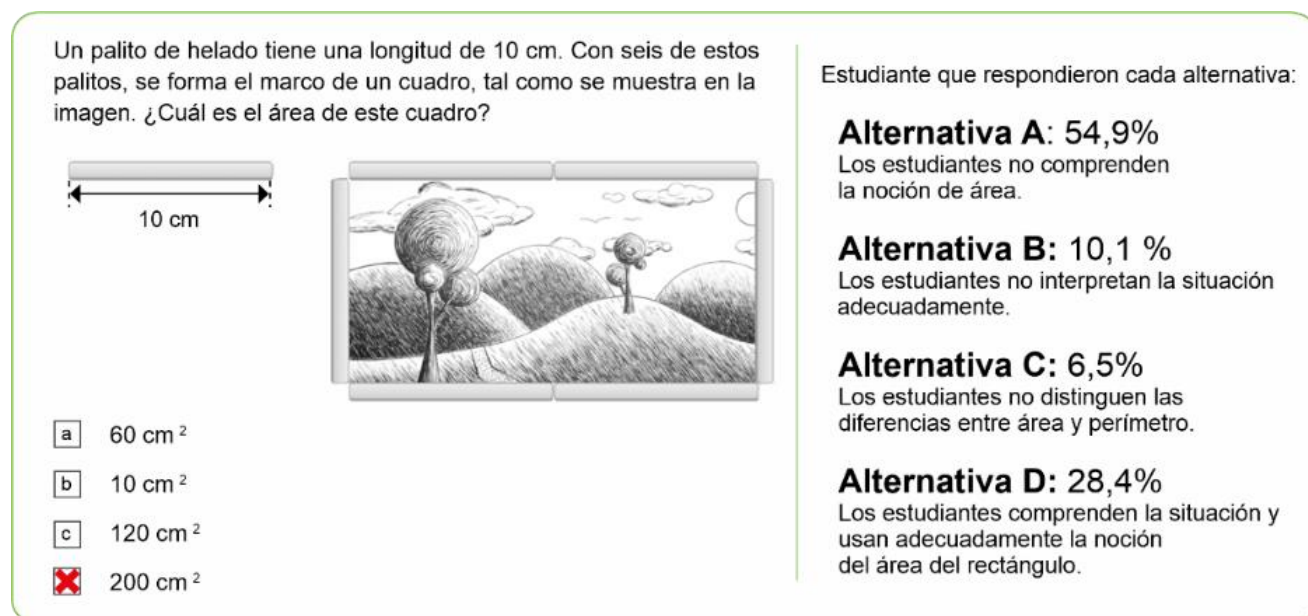 Un palito de helado tiene una longitud de 10 cm. Con seis de estos
palitos, se forma el marco de un cuadro, tal como se muestra en la
imagen. ¿Cuál es el área de este cuadro?
10 cm
a 60 cm ²
b 10 cm ²
c 120 cm ²
200 cm ²
Estudiante que respondieron cada alternativa:
Alternativa A: 54,9%
Los estudiantes no comprenden
la noción de área.
Alternativa B: 10,1 %
Los estudiantes no interpretan la situación
adecuadamente.
Alternativa C: 6,5%
Los estudiantes no distinguen las
diferencias entre área y perímetro.
Alternativa D: 28,4%
Los estudiantes comprenden la situación y
usan adecuadamente la noción
del área del rectángulo.